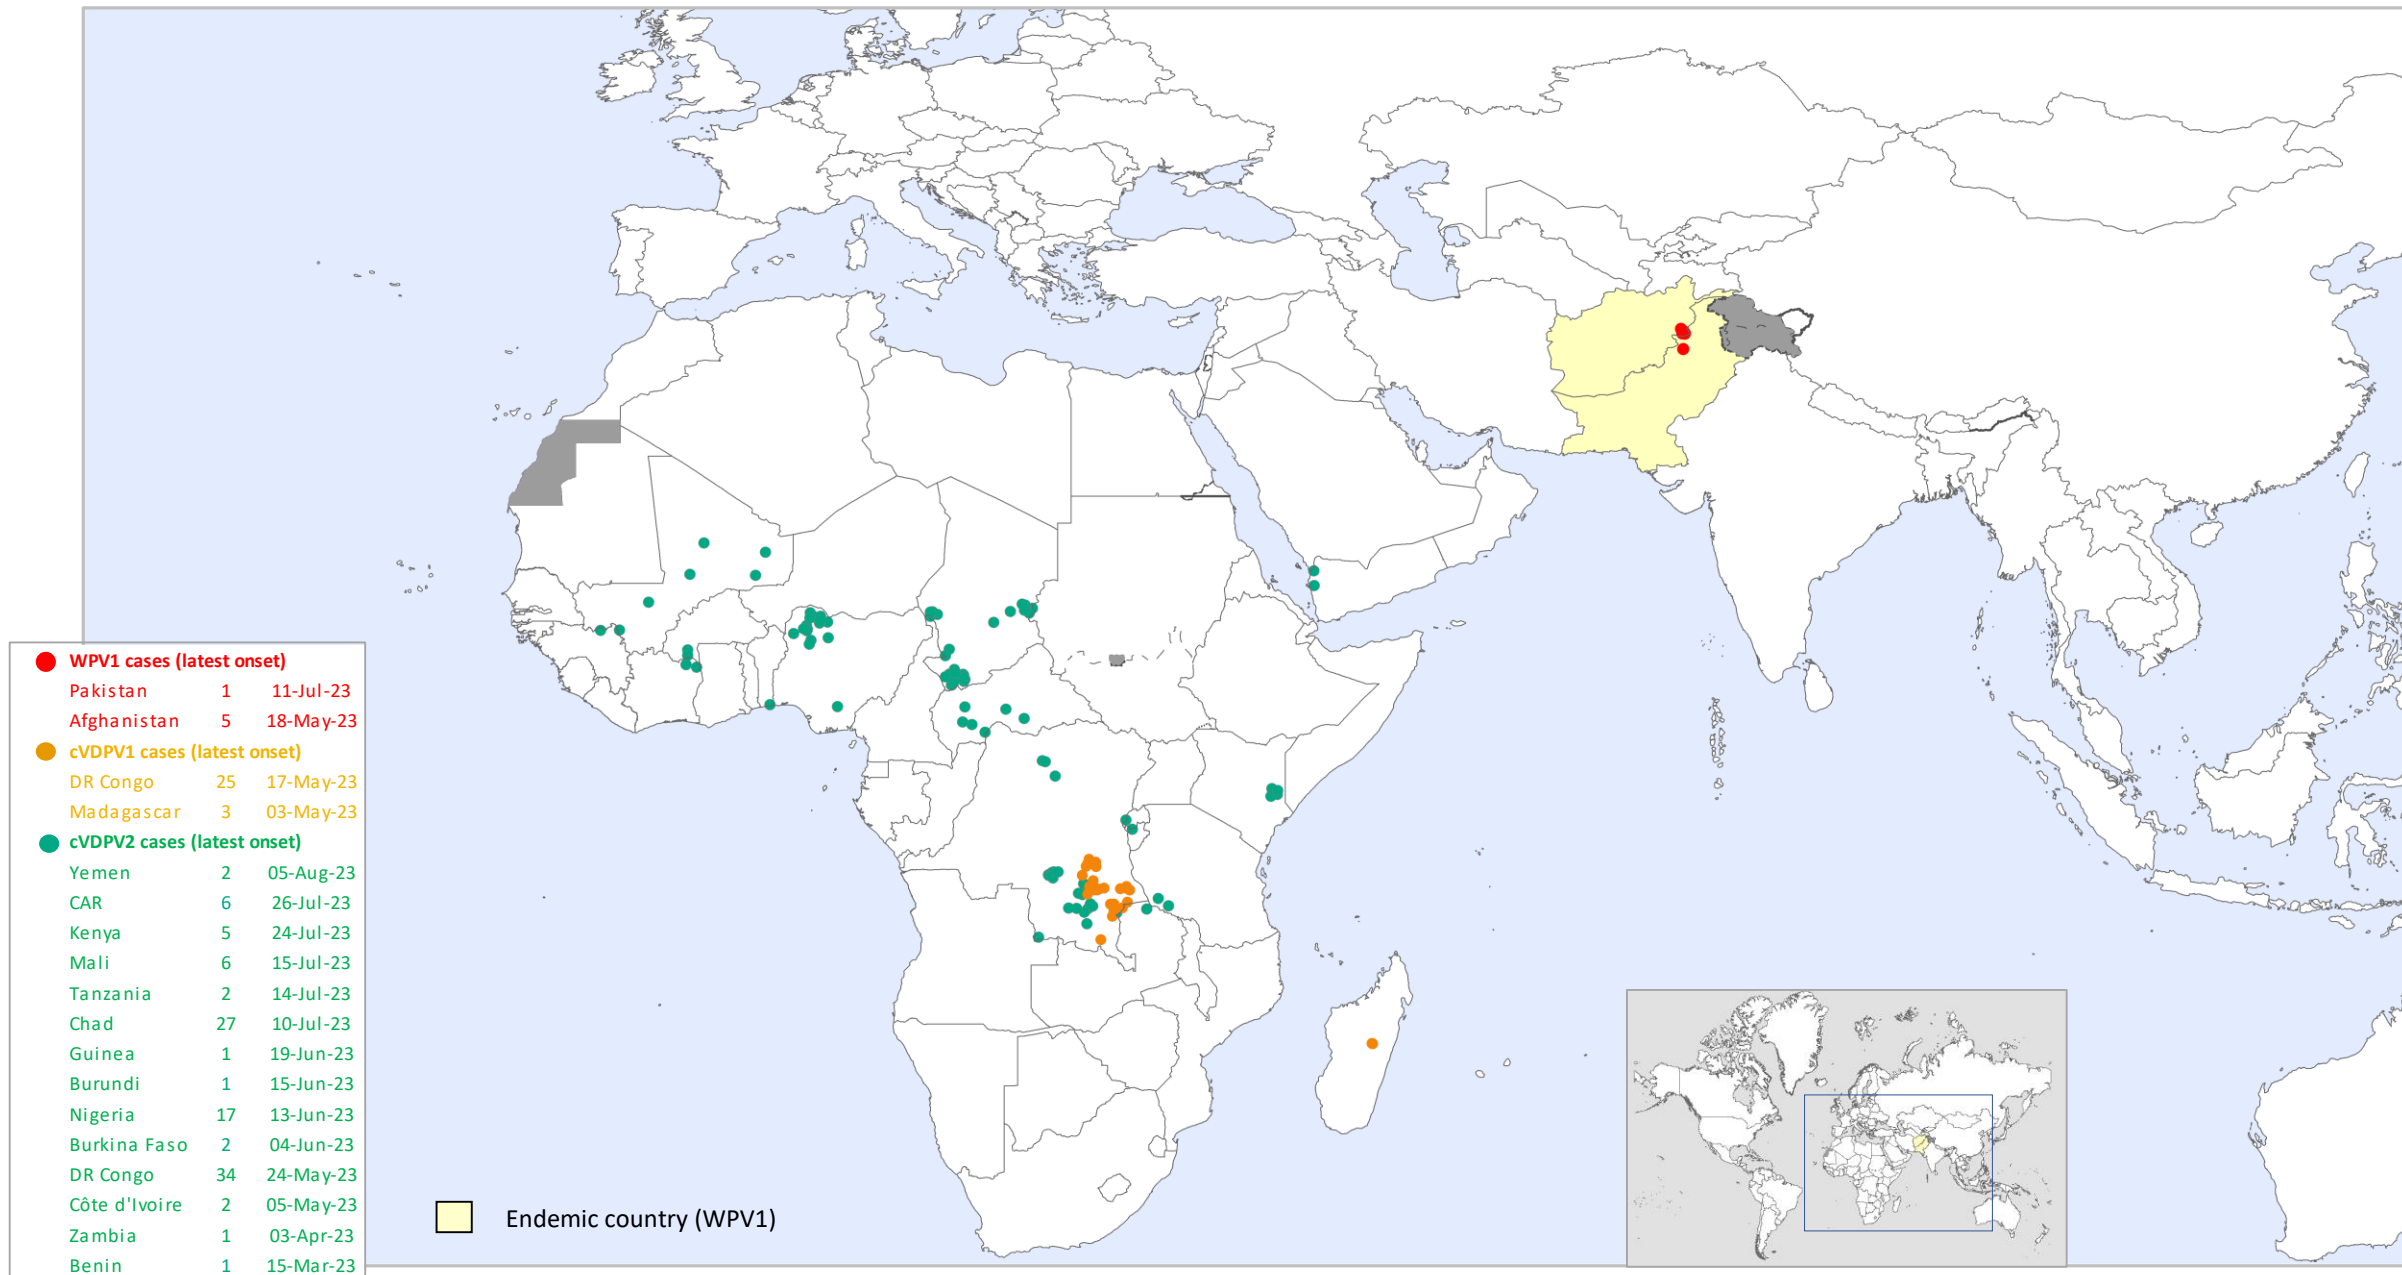 WPV1 cases (latest onset)
Pakistan 1 11-Jul-23
Afghanistan 5 18-May-23
cVDPV1 cases (latest onset)
DR Congo 25 17-May-23
Madagascar 3 03-May-23
cVDPV2 cases (latest onset)
Yemen 2 05-Aug-23
CAR 6 26-Jul-23
Kenya 5 24-Jul-23
Mali 6 15-Jul-23
Tanzania 2 14-Jul-23
Chad 27 10-Jul-23
Guinea 1 19-Jun-23
Burundi 1 15-Jun-23
Nigeria 17 13-Jun-23
Burkina Faso 2 04-Jun-23
DR Congo 34 24-May-23
Côte d'Ivoire 2 05-May-23
Zambia 1 03-Apr-23
Benin 1 15-Mar-23
Endemic country (WPV1)